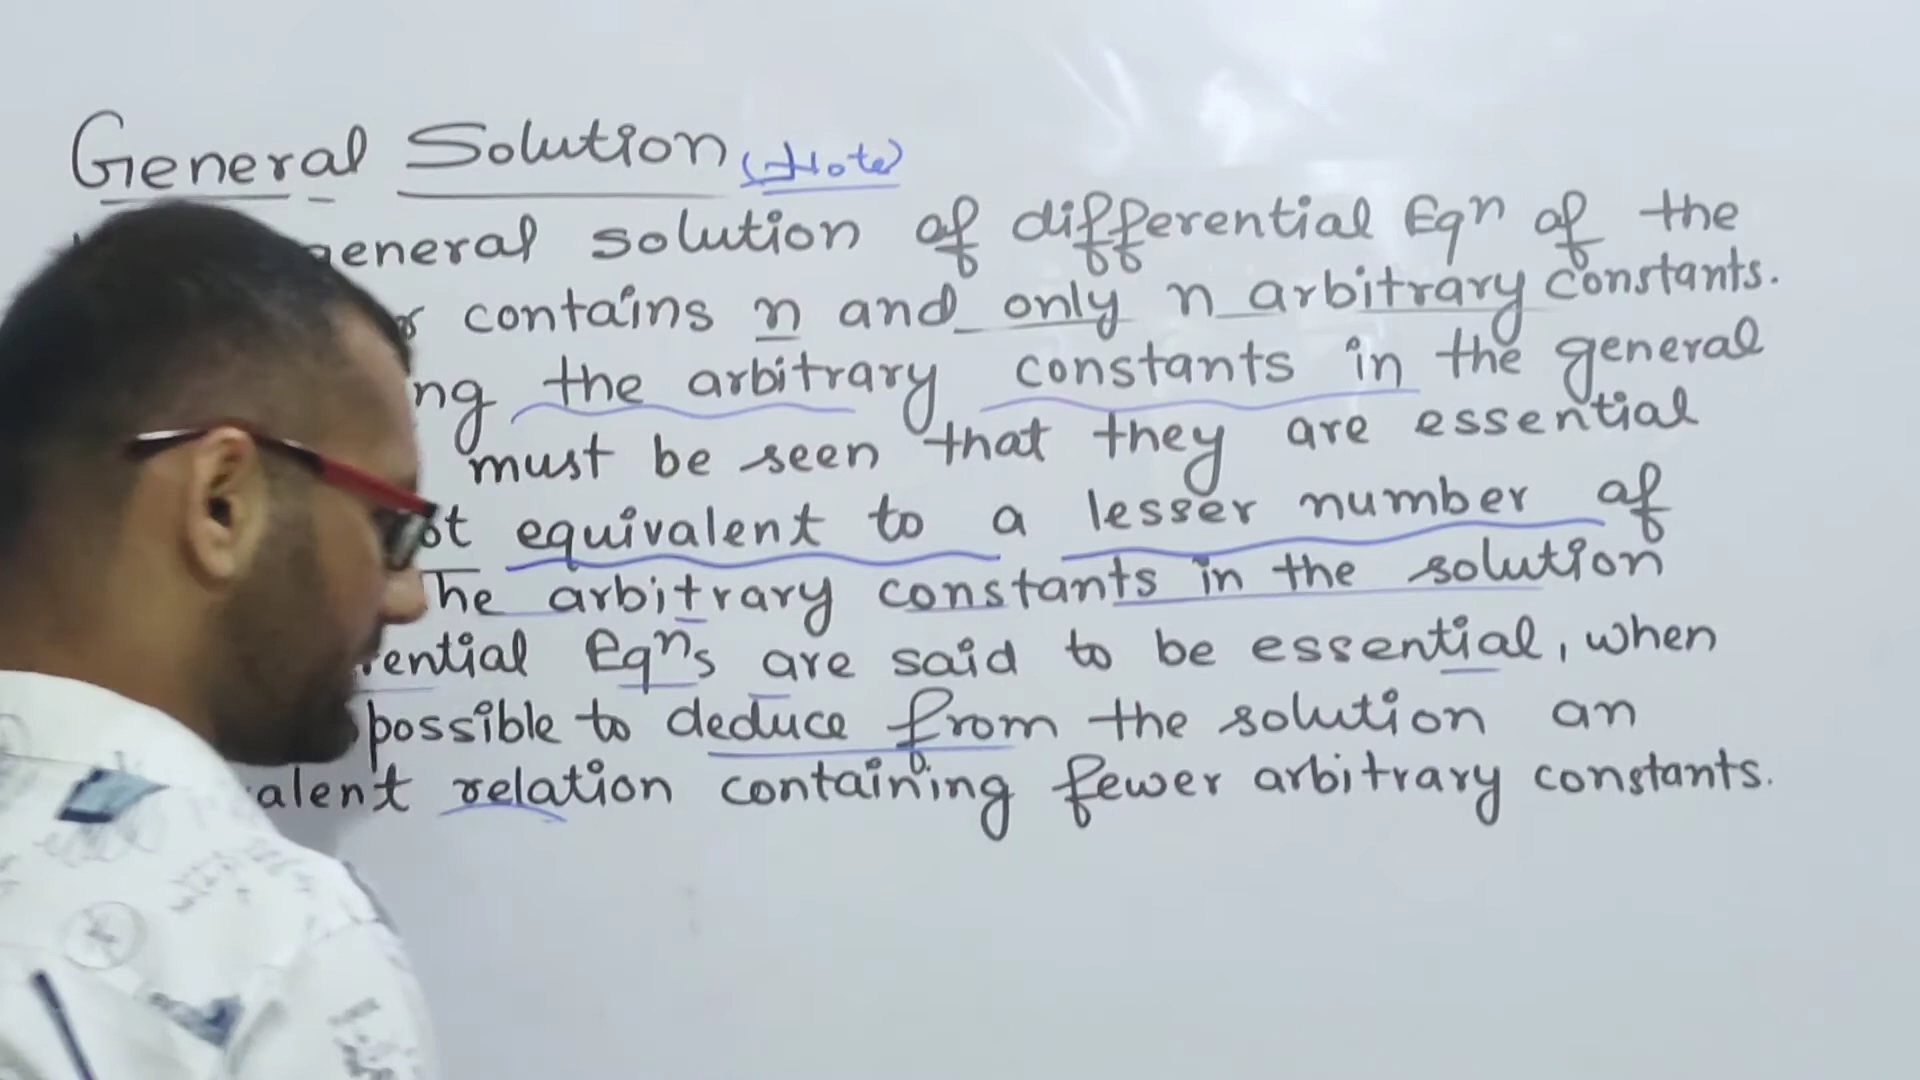 General Solution (Note)
general solution of differential Eqⁿ of the
contains n and only n arbitrary constants.
ng the arbitrary constants in the general
must be seen that they are essential
ot equivalent to a lesser number of
he arbitrary constants in the solution
rential Eqⁿs are said to be essential, when
possible to deduce from the solution an
alent relation containing fewer arbitrary constants.